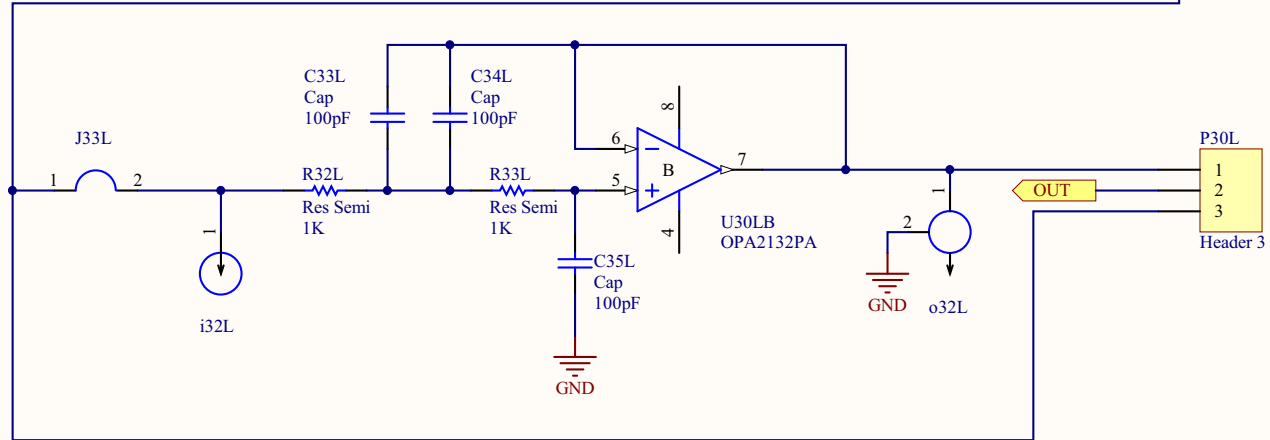 C33L
Cap
100pF
C34L
Cap
100pF
J33L
1
2
R32L
Res Semi
1K
R33L
Res Semi
1K
1
i32L
C35L
Cap
100pF
GND
6
5
B
8
4
7
U30LB
OPA2132PA
1
2
GND
o32L
OUT
P30L
1
2
3
Header 3